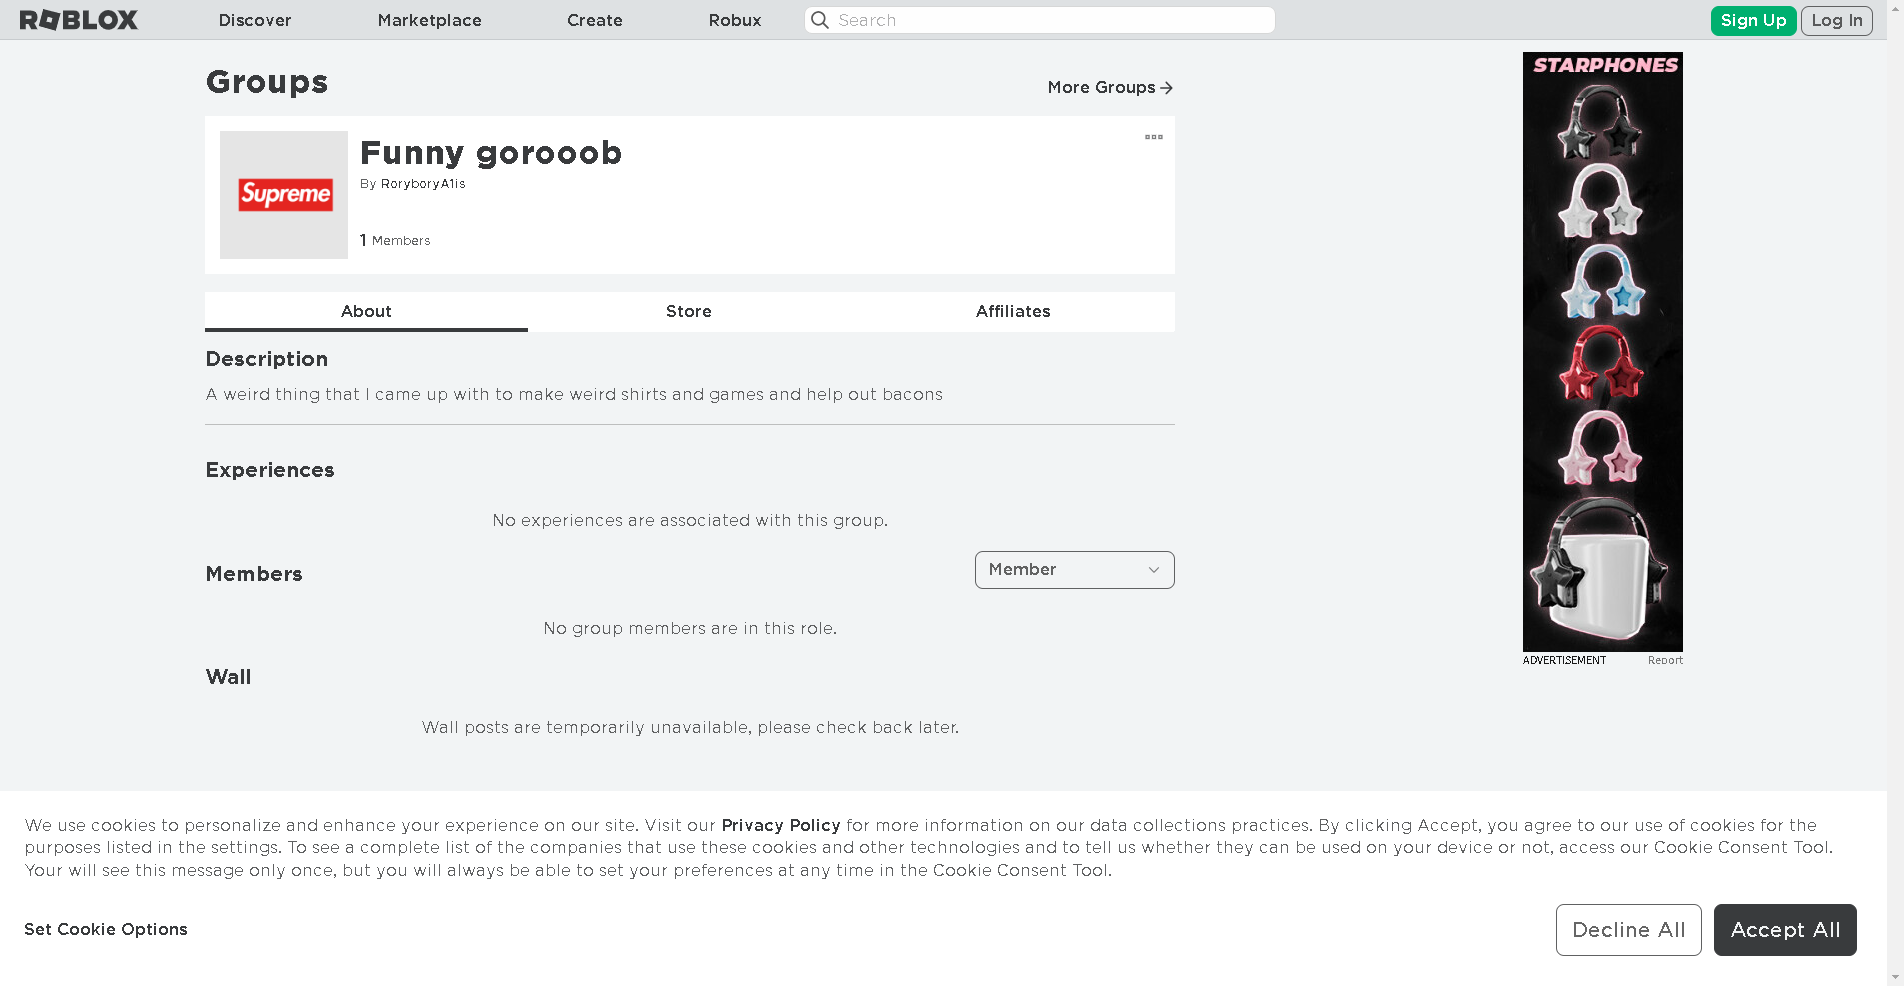 ROBLOX
Discover
Marketplace
Create
Robux
Search
Sign Up
Log In
Groups
More Groups
Supreme
Funny gorooob
By RoryboryA1is
1 Members
About
Store
Affiliates
Description
A weird thing that I came up with to make weird shirts and games and help out bacons
Experiences
No experiences are associated with this group.
Members
Member
No group members are in this role.
Wall
Wall posts are temporarily unavailable, please check back later.
STARPHONES
ADVERTISEMENT
Report
We use cookies to personalize and enhance your experience on our site. Visit our Privacy Policy for more information on our data collections practices. By clicking Accept, you agree to our use of cookies for the
purposes listed in the settings. To see a complete list of the companies that use these cookies and other technologies and to tell us whether they can be used on your device or not, access our Cookie Consent Tool.
Your will see this message only once, but you will always be able to set your preferences at any time in the Cookie Consent Tool.
Set Cookie Options
Decline All
Accept All